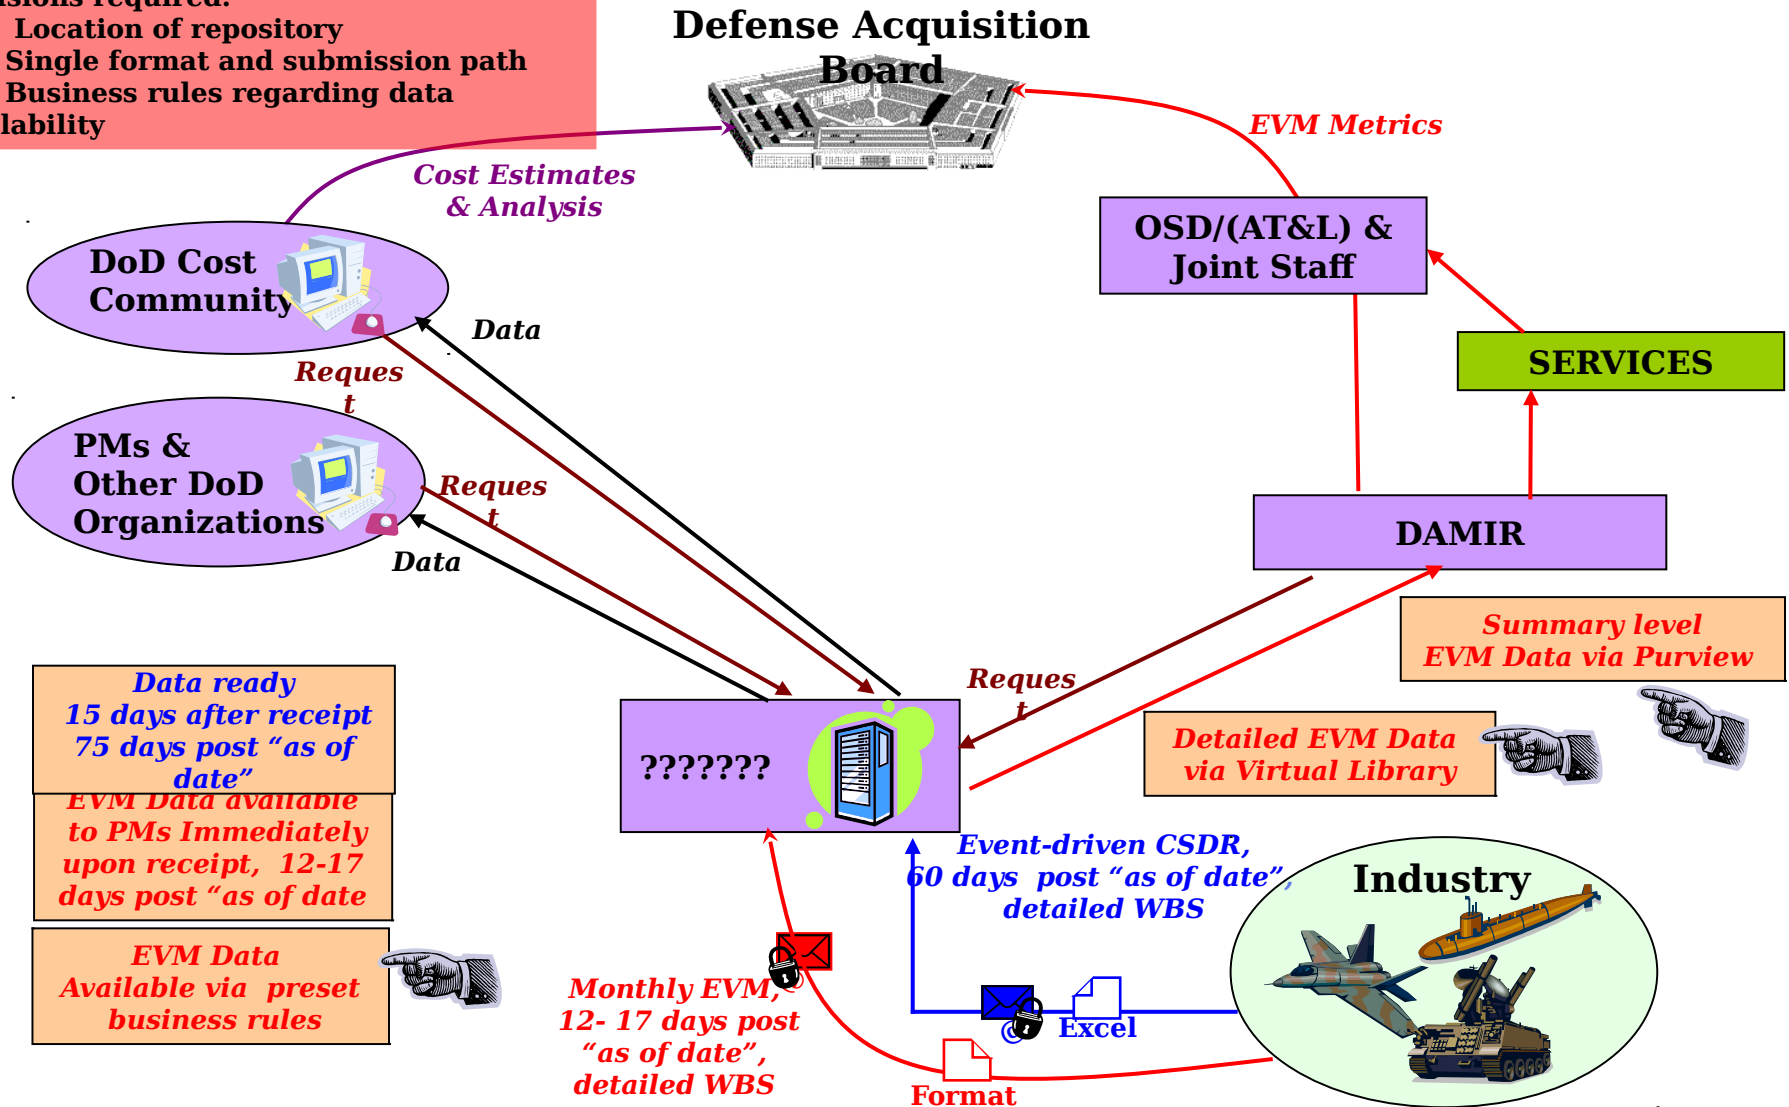 sions required:
Location of repository
Single format and submission path
Business rules regarding data
lability
Defense Acquisition
Board
EVM Metrics
Cost Estimates
& Analysis
OSD/(AT&L) &
Joint Staff
DoD Cost
Community
Data
SERVICES
Reques
t
PMs &
Other DoD
Organizations
Reques
t
Data
DAMIR
Summary level
EVM Data via Purview
Reques
t
Data ready
15 days after receipt
75 days post “as of
date”
Detailed EVM Data
via Virtual Library
???????
EVM Data available
to PMs Immediately
upon receipt, 12-17
days post “as of date
Event-driven CSDR,
60 days post “as of date”,
detailed WBS
Industry
EVM Data
Available via preset
business rules
Monthly EVM,
12- 17 days post
“as of date”,
detailed WBS
@
@
Excel
Format